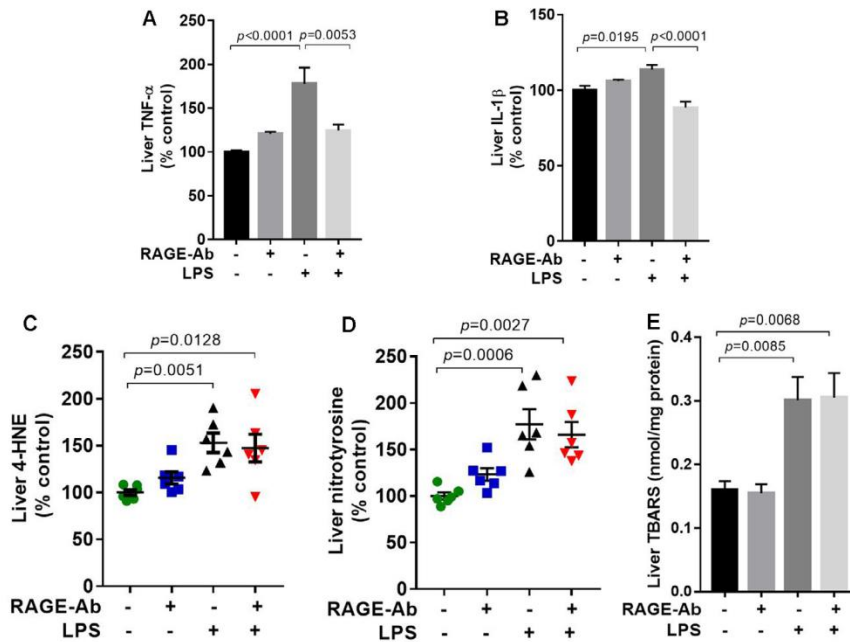 A
p<0.0001 p=0.0053
Liver TNF-α
(% control)
250
200
150
100
50
0
RAGE-Ab - + - +
LPS - - + +
B
p=0.0195 p<0.0001
Liver IL-1β
(% control)
150
100
50
0
RAGE-Ab - + - +
LPS - - + +
C
p=0.0128
p=0.0051
Liver 4-HNE
(% control)
250
200
150
100
50
0
RAGE-Ab - + - +
LPS - - + +
D
p=0.0027
p=0.0006
Liver nitrotyrosine
(% control)
250
200
150
100
50
0
RAGE-Ab - + - +
LPS - - + +
E
p=0.0068
p=0.0085
Liver TBARS (nmol/mg protein)
0.4
0.3
0.2
0.1
0.0
RAGE-Ab - + - +
LPS - - + +